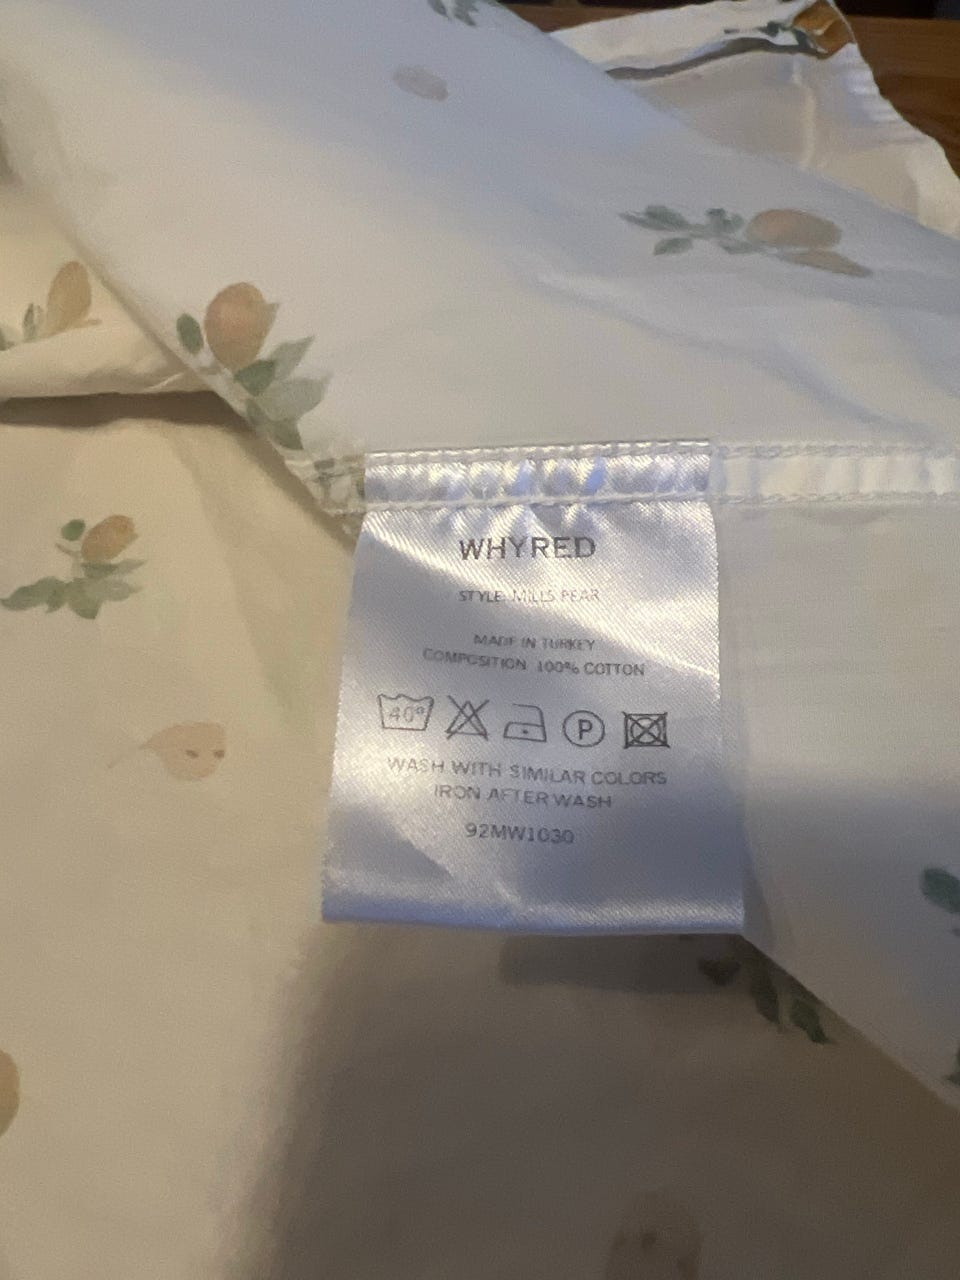 WHYRED
STYLE: MILLS PEAR
MADE IN TURKEY
COMPOSITION 100% COTTON
40° P
WASH WITH SIMILAR COLORS
IRON AFTER WASH
92MW1030